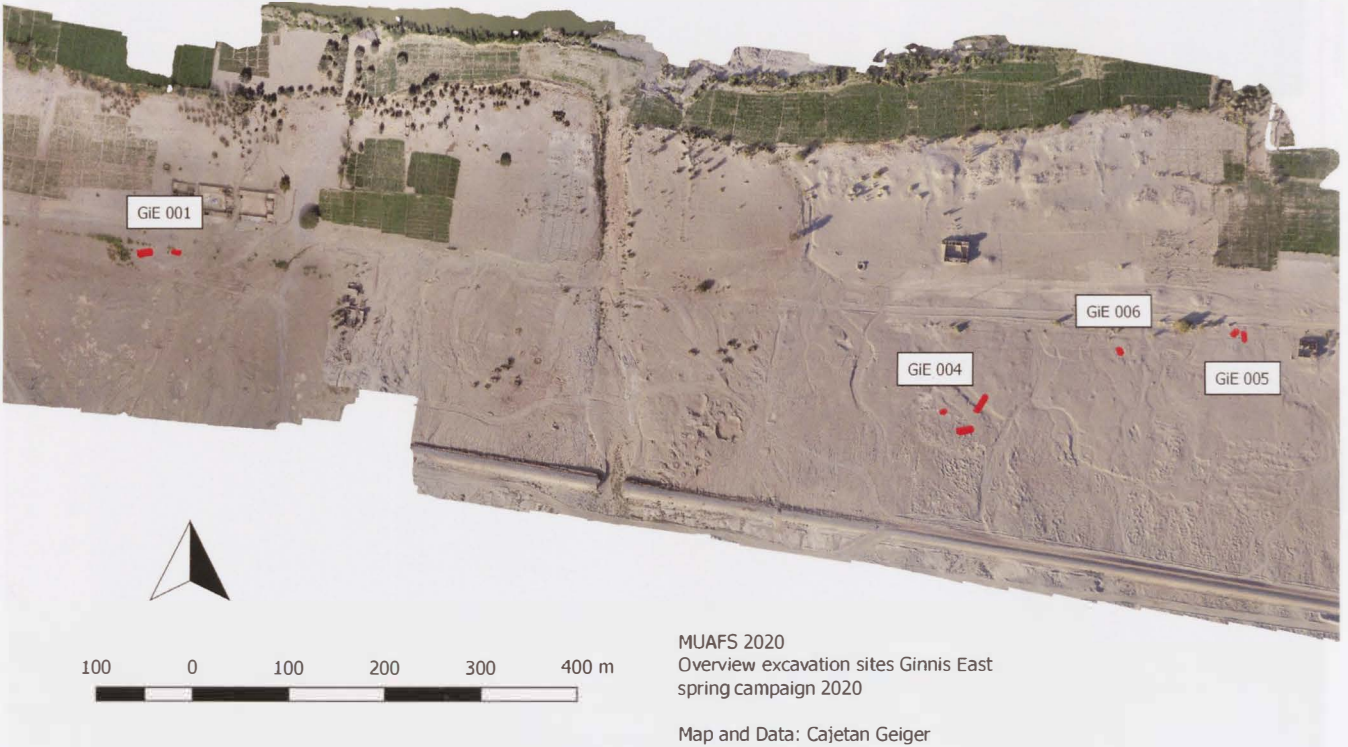 GiE 001
GiE 006
GiE 004
GiE 005
100 0 100 200 300 400 m
MUAFS 2020
Overview excavation sites Ginnis East
spring campaign 2020
Map and Data: Cajetan Geiger